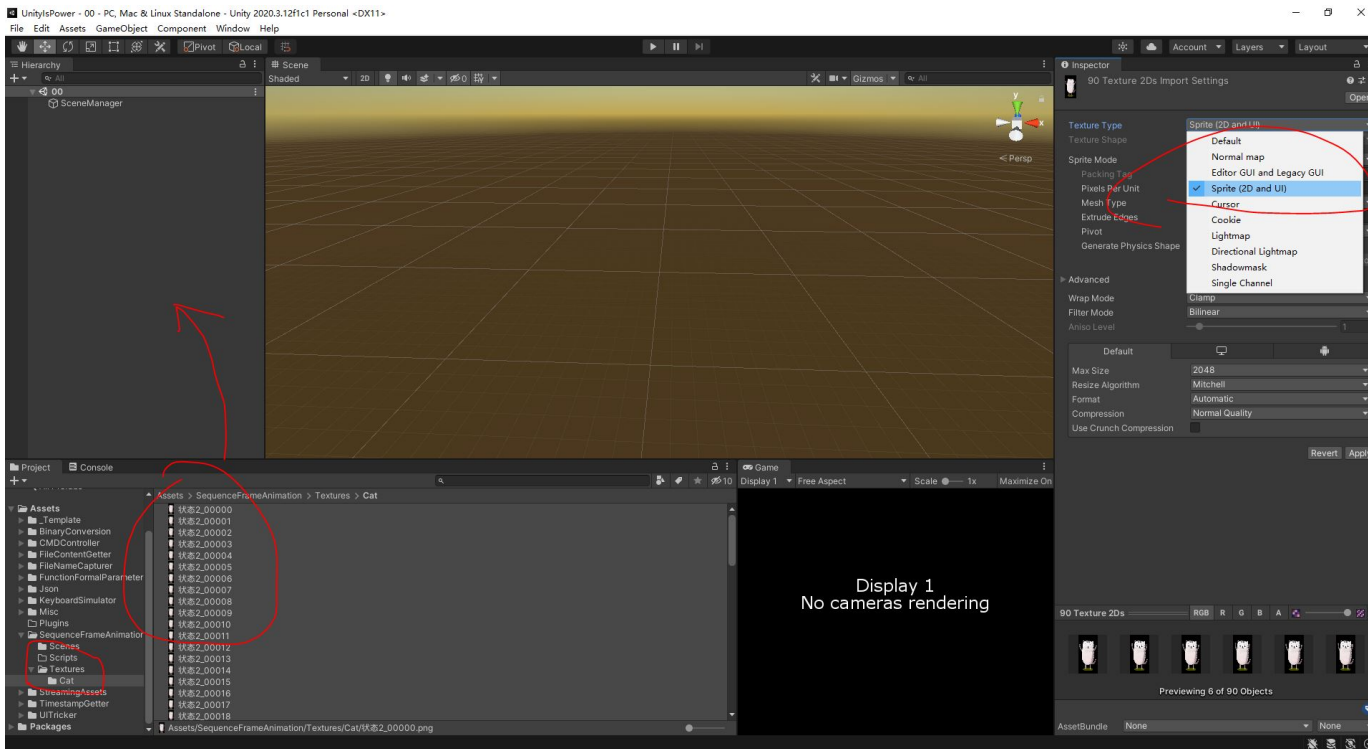 UnityIsPower - 00 - PC, Mac & Linux Standalone - Unity 2020.3.12f1c1 Personal <DX11>
File Edit Assets GameObject Component Window Help
Pivot Local Account Layers Layout
Hierarchy
All
00
SceneManager
Scene
Shaded 2D 0 Gizmos All
y
x
Persp
Inspector
90 Texture 2Ds Import Settings
Open
Texture Type Sprite (2D and UI)
Texture Shape
Sprite Mode
Packing Tag
Pixels Per Unit
Mesh Type
Extrude Edges
Pivot
Generate Physics Shape
Default
Normal map
Editor GUI and Legacy GUI
Sprite (2D and UI)
Cursor
Cookie
Lightmap
Directional Lightmap
Shadowmask
Single Channel
Advanced
Wrap Mode Clamp
Filter Mode Bilinear
Aniso Level 1
Default
Max Size 2048
Resize Algorithm Mitchell
Format Automatic
Compression Normal Quality
Use Crunch Compression
Revert Apply
Project Console
10
Assets
_Template
BinaryConversion
CMDController
FileContentGetter
FileNameCapturer
FunctionFormalParameter
Json
KeyboardSimulator
Misc
Plugins
SequenceFrameAnimation
Scenes
Scripts
Textures
Cat
StreamingAssets
TimestampGetter
UITricker
Packages
Assets > SequenceFrameAnimation > Textures > Cat
状态2_00000
状态2_00001
状态2_00002
状态2_00003
状态2_00004
状态2_00005
状态2_00006
状态2_00007
状态2_00008
状态2_00009
状态2_00010
状态2_00011
状态2_00012
状态2_00013
状态2_00014
状态2_00015
状态2_00016
状态2_00017
状态2_00018
Assets/SequenceFrameAnimation/Textures/Cat/状态2_00000.png
Game
Display 1 Free Aspect Scale 1x Maximize On
Display 1
No cameras rendering
90 Texture 2Ds RGB R G B A
Previewing 6 of 90 Objects
AssetBundle None None